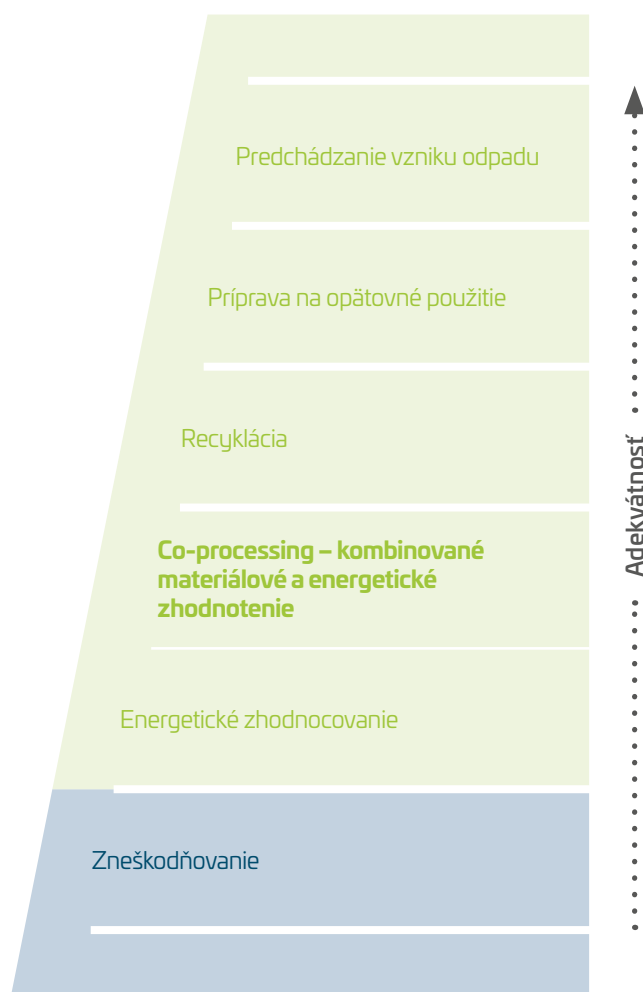 Predchádzanie vzniku odpadu
Príprava na opätovné použitie
Recyklácia
Co-processing – kombinované
materiálové a energetické
zhodnotenie
Energetické zhodnocovanie
Zneškodňovanie
Adekvátnosť